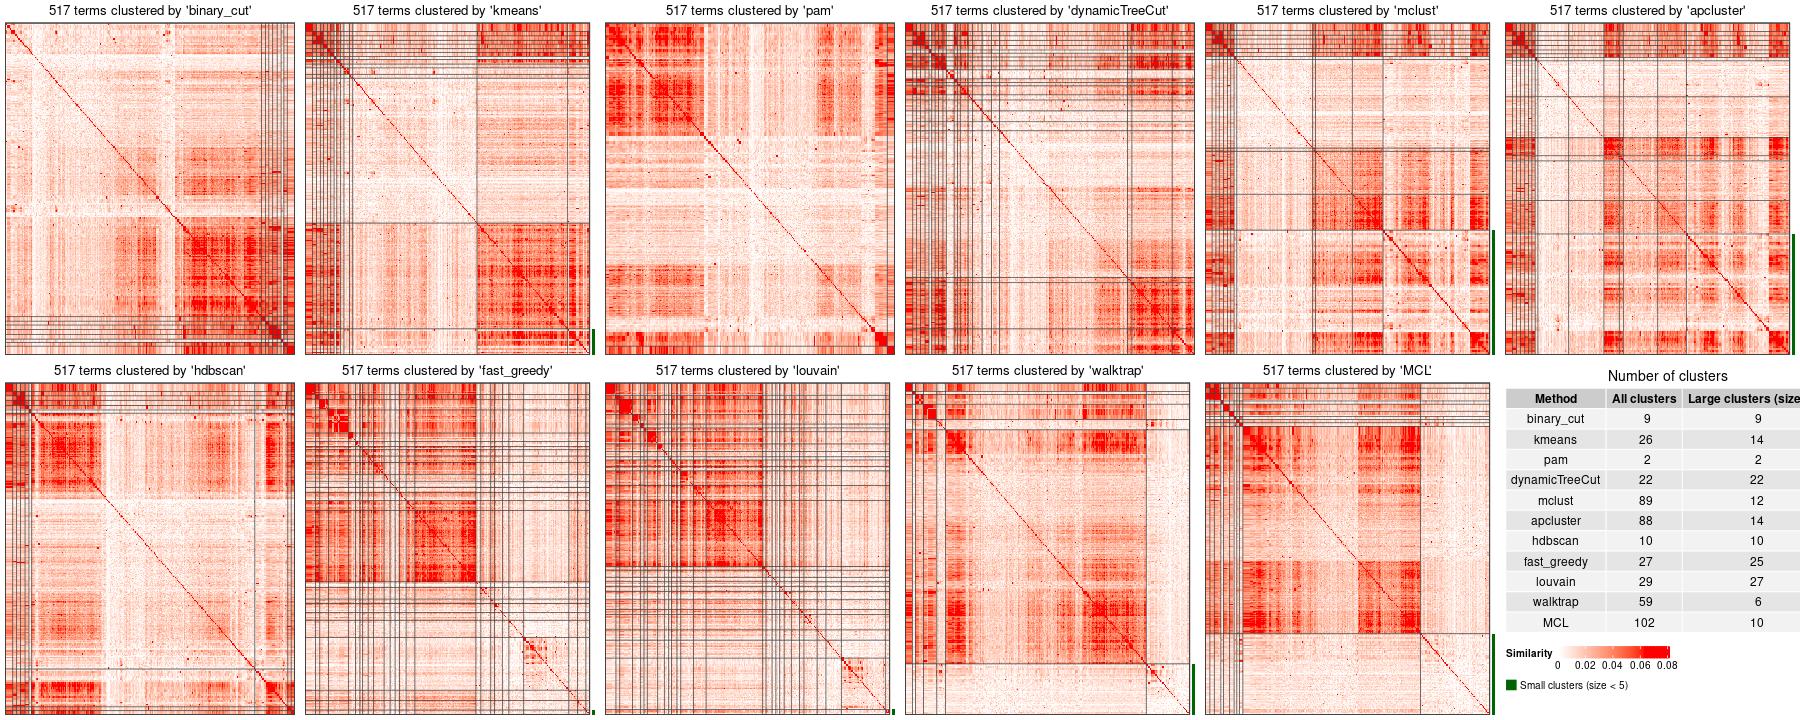 517 terms clustered by 'binary_cut'
517 terms clustered by 'kmeans'
517 terms clustered by 'pam'
517 terms clustered by 'dynamicTreeCut'
517 terms clustered by 'mclust'
517 terms clustered by 'apcluster'
517 terms clustered by 'hdbscan'
517 terms clustered by 'fast_greedy'
517 terms clustered by 'louvain'
517 terms clustered by 'walktrap'
517 terms clustered by 'MCL'
Number of clusters
Method All clusters Large clusters (size
binary_cut 9 9
kmeans 26 14
pam 2 2
dynamicTreeCut 22 22
mclust 89 12
apcluster 88 14
hdbscan 10 10
fast_greedy 27 25
louvain 29 27
walktrap 59 6
MCL 102 10
Similarity
0 0.02 0.04 0.06 0.08
Small clusters (size < 5)